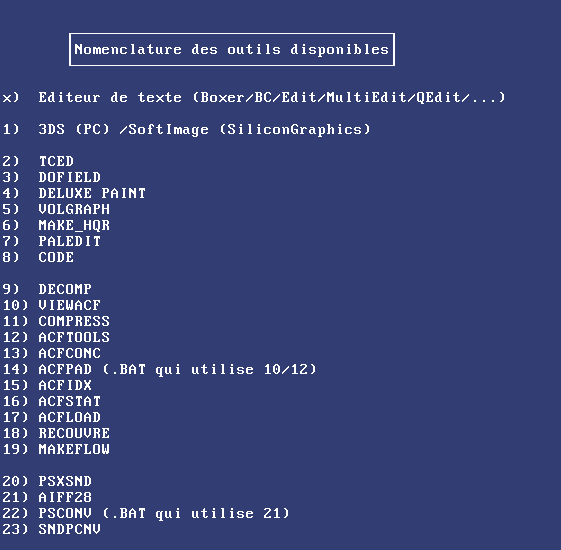 Nomenclature des outils disponibles
x) Editeur de texte (Boxer/BC/Edit/MultiEdit/QEdit/...)
1) 3DS (PC) /SoftImage (SiliconGraphics)
2) TCED
3) DOFIELD
4) DELUXE PAINT
5) VOLGRAPH
6) MAKE_HQR
7) PALEDIT
8) CODE
9) DECOMP
10) VIEWACF
11) COMPRESS
12) ACFTOOLS
13) ACFCONC
14) ACFPAD (.BAT qui utilise 10/12)
15) ACFIDX
16) ACFSTAT
17) ACFLOAD
18) RECOUVRE
19) MAKEFLOW
20) PSXSND
21) AIFF28
22) PSCONV (.BAT qui utilise 21)
23) SNDPCNV